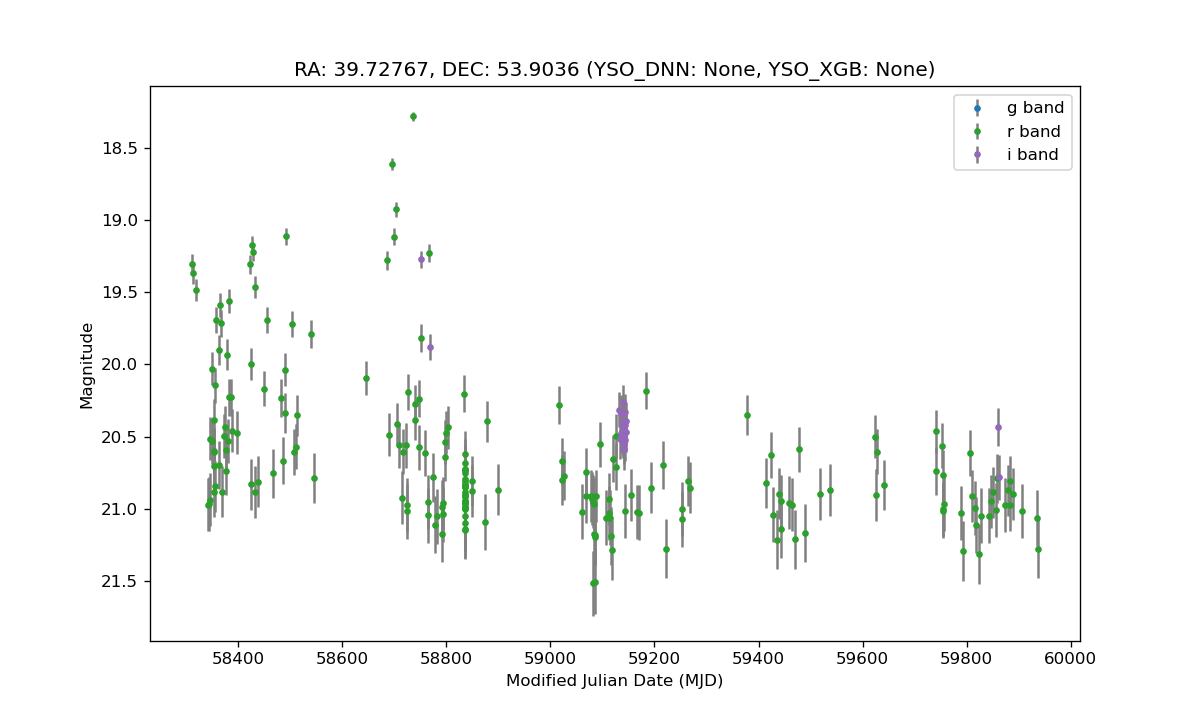 RA: 39.72767, DEC: 53.9036 (YSO_DNN: None, YSO_XGB: None)
g band
r band
i band
18.5
19.0
19.5
20.0
20.5
21.0
21.5
Magnitude
58400 58600 58800 59000 59200 59400 59600 59800 60000
Modified Julian Date (MJD)